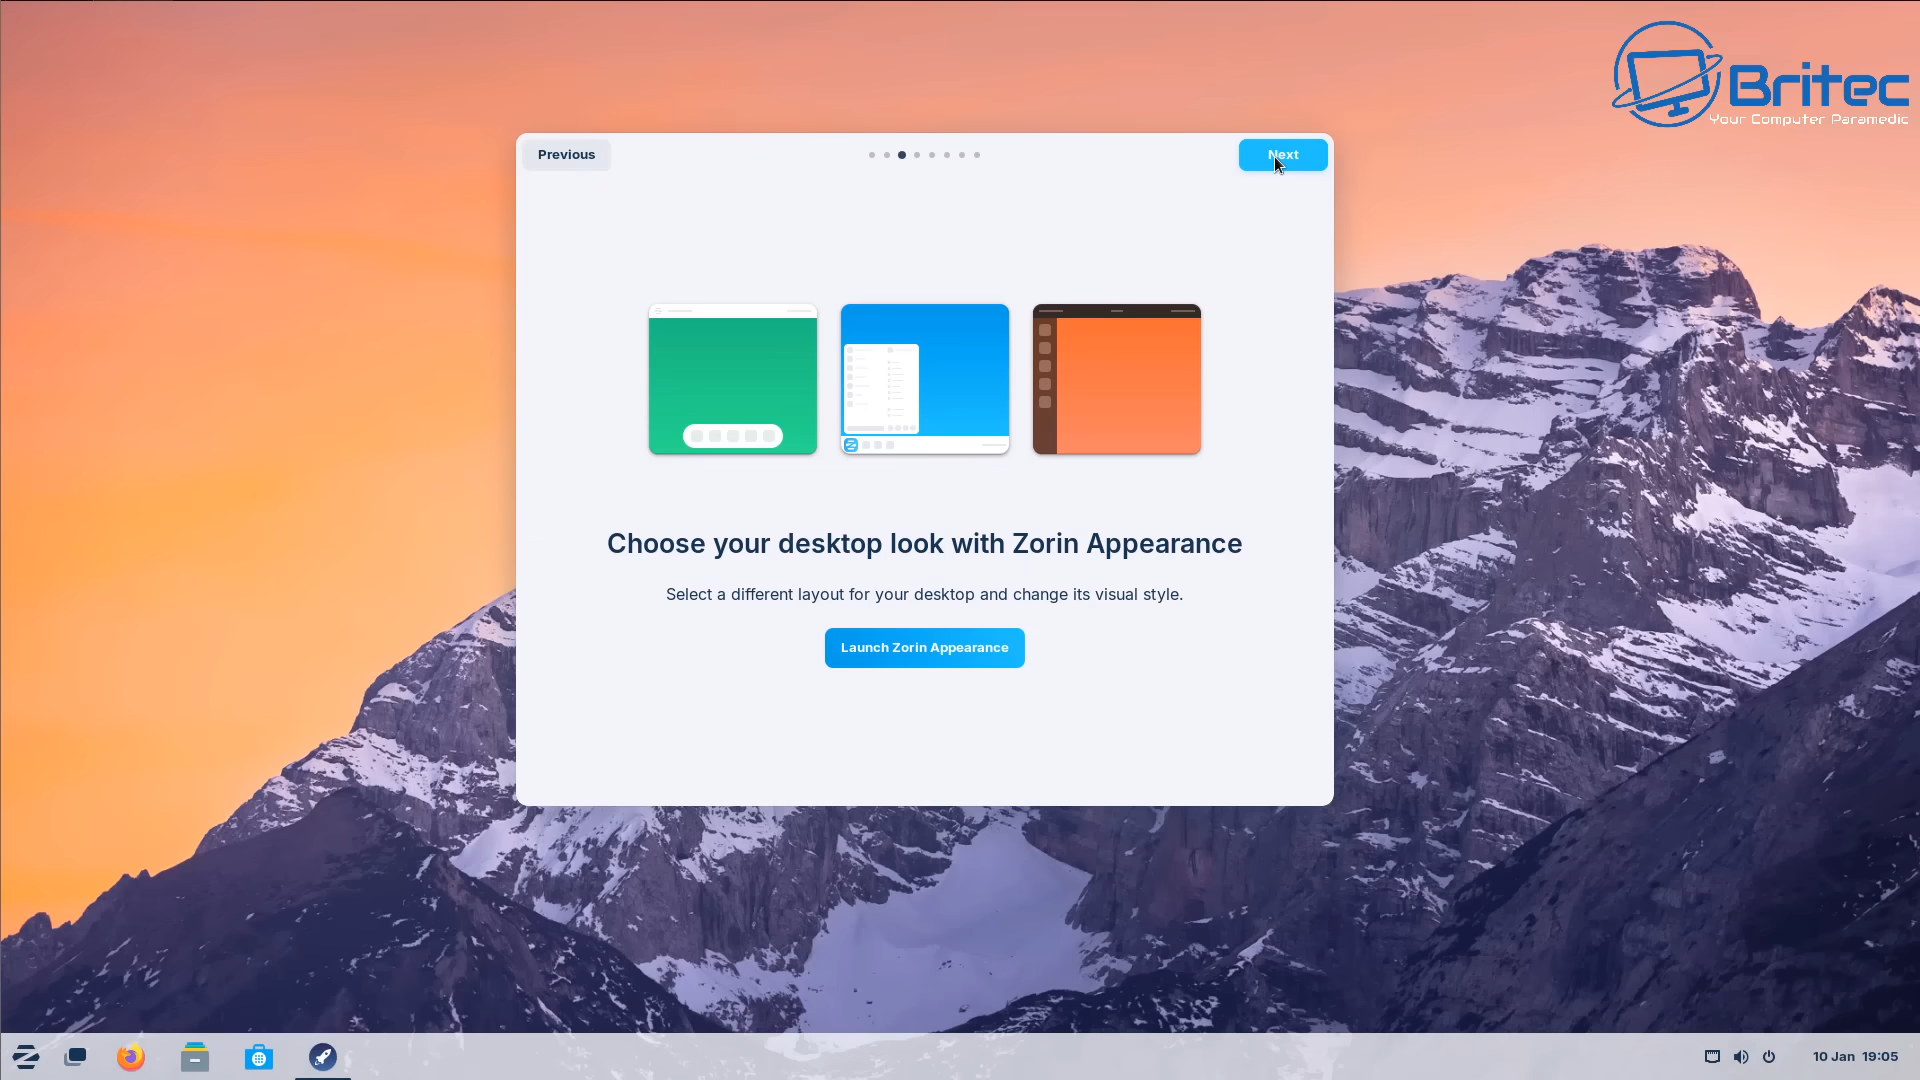 Britec
Your Computer Paramedic
Previous
Next
Choose your desktop look with Zorin Appearance
Select a different layout for your desktop and change its visual style.
Launch Zorin Appearance
10 Jan 19:05